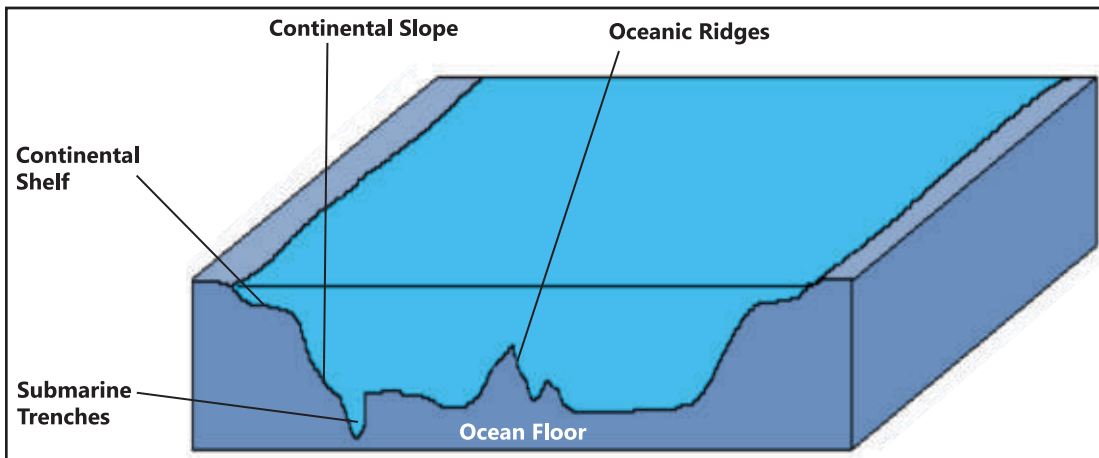 Continental Slope
Oceanic Ridges
Continental
Shelf
Submarine
Trenches
Ocean Floor